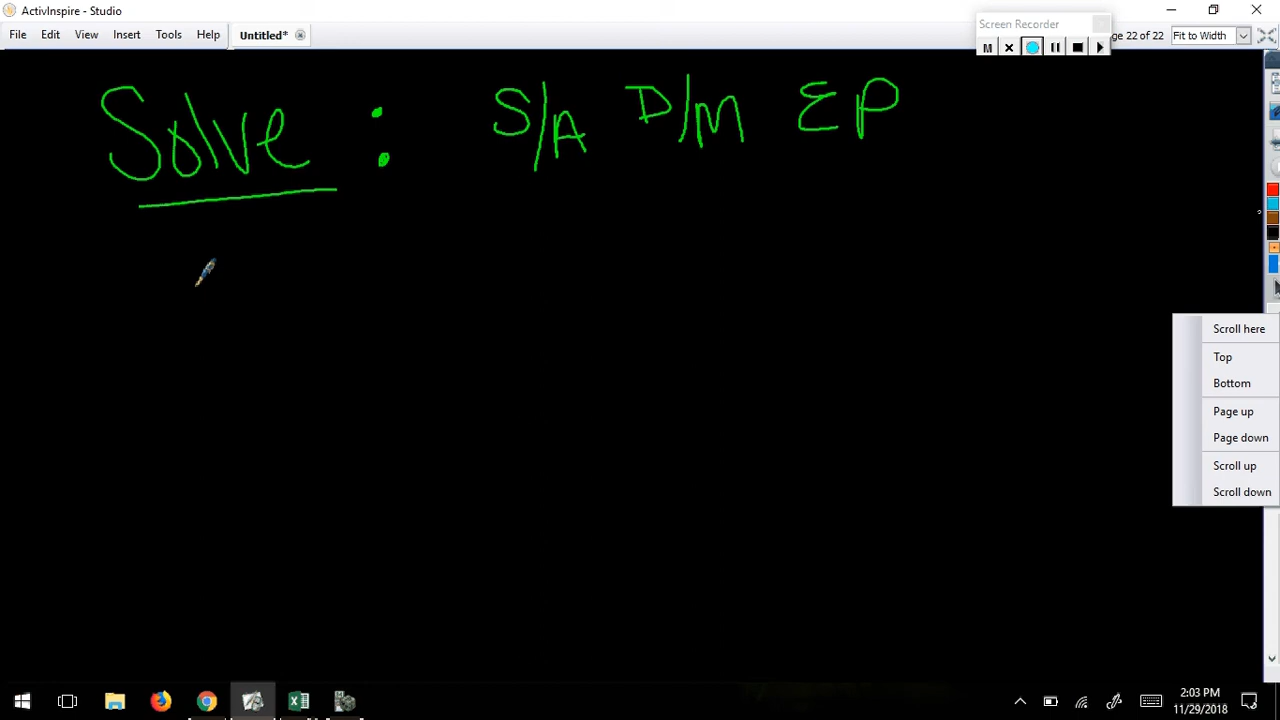 ActivInspire - Studio
File Edit View Insert Tools Help Untitled*
Screen Recorder
M
22 of 22 Fit to Width
Solve : S/A D/M EP
Scroll here
Top
Bottom
Page up
Page down
Scroll up
Scroll down
2:03 PM
11/29/2018